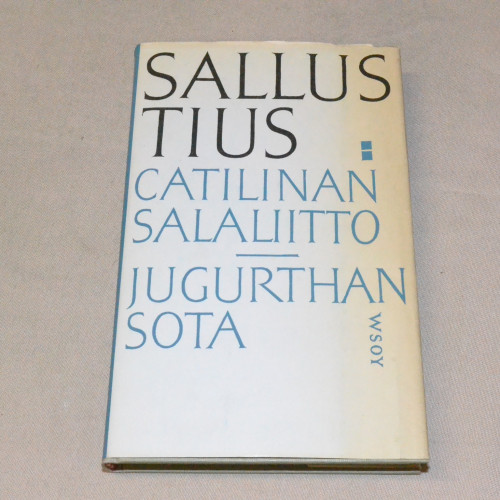 SALLUS
TIUS
CATILINAN
SALALIITTO
JUGURTHAN
SOTA
WSOY